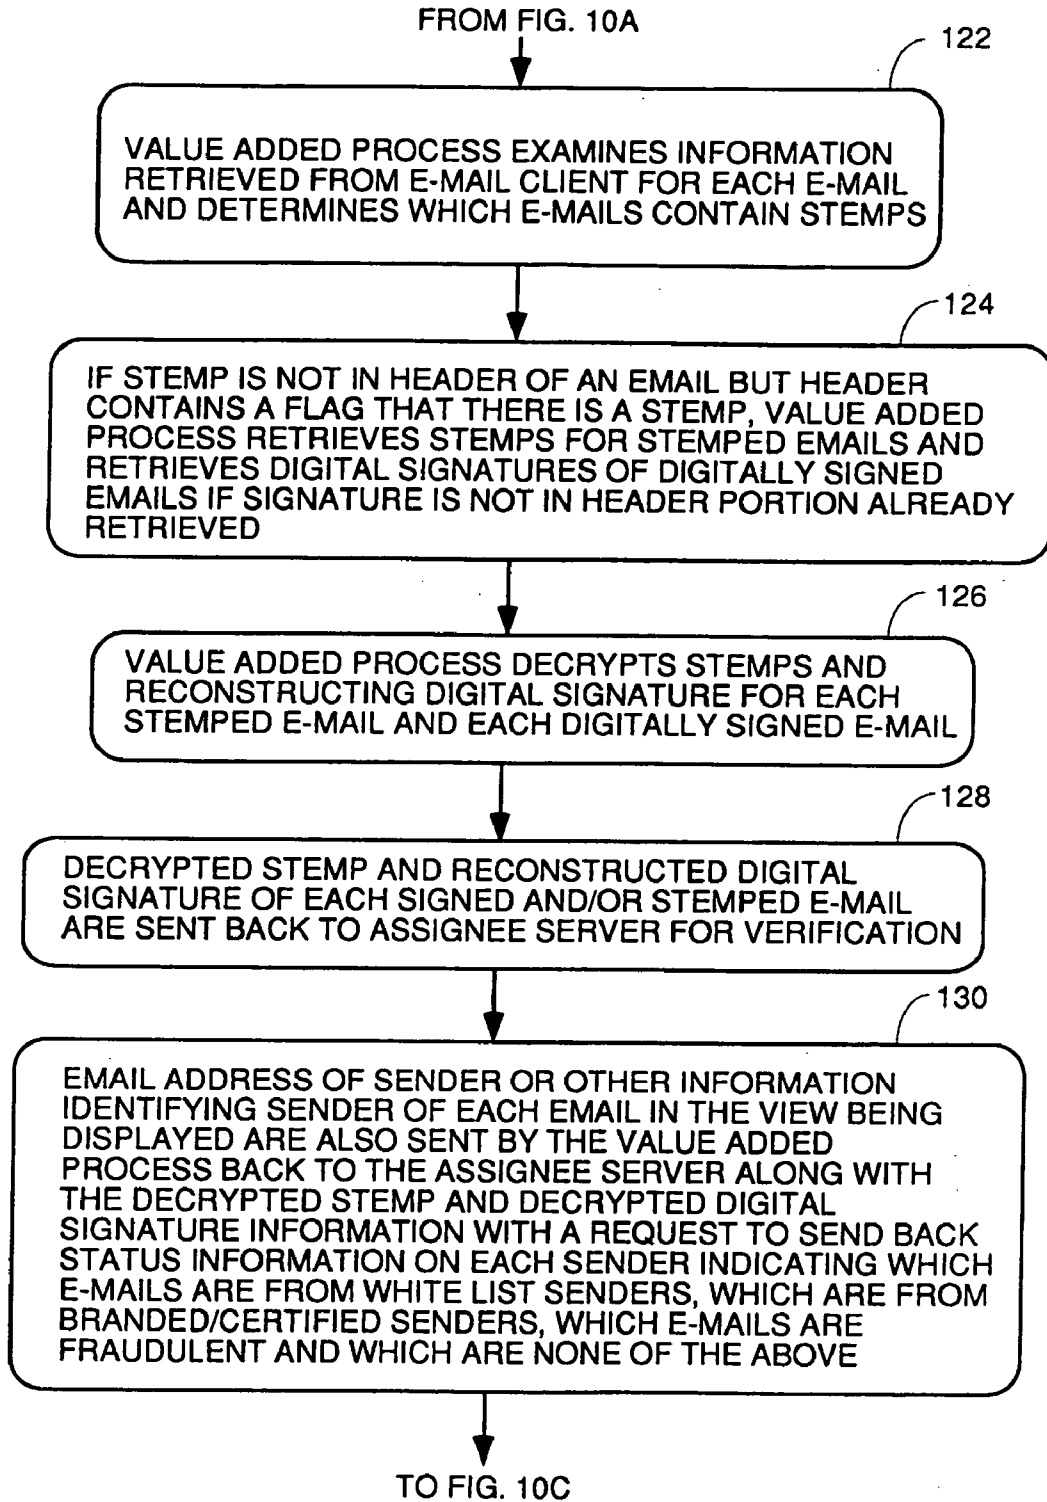 FROM FIG. 10A
122
VALUE ADDED PROCESS EXAMINES INFORMATION
RETRIEVED FROM E-MAIL CLIENT FOR EACH E-MAIL
AND DETERMINES WHICH E-MAILS CONTAIN STEMPS
124
IF STEMP IS NOT IN HEADER OF AN EMAIL BUT HEADER
CONTAINS A FLAG THAT THERE IS A STEMP, VALUE ADDED
PROCESS RETRIEVES STEMPS FOR STEMPED EMAILS AND
RETRIEVES DIGITAL SIGNATURES OF DIGITALLY SIGNED
EMAILS IF SIGNATURE IS NOT IN HEADER PORTION ALREADY
RETRIEVED
126
VALUE ADDED PROCESS DECRYPTS STEMPS AND
RECONSTRUCTING DIGITAL SIGNATURE FOR EACH
STEMPED E-MAIL AND EACH DIGITALLY SIGNED E-MAIL
128
DECRYPTED STEMP AND RECONSTRUCTED DIGITAL
SIGNATURE OF EACH SIGNED AND/OR STEMPED E-MAIL
ARE SENT BACK TO ASSIGNEE SERVER FOR VERIFICATION
130
EMAIL ADDRESS OF SENDER OR OTHER INFORMATION
IDENTIFYING SENDER OF EACH EMAIL IN THE VIEW BEING
DISPLAYED ARE ALSO SENT BY THE VALUE ADDED
PROCESS BACK TO THE ASSIGNEE SERVER ALONG WITH
THE DECRYPTED STEMP AND DECRYPTED DIGITAL
SIGNATURE INFORMATION WITH A REQUEST TO SEND BACK
STATUS INFORMATION ON EACH SENDER INDICATING WHICH
E-MAILS ARE FROM WHITE LIST SENDERS, WHICH ARE FROM
BRANDED/CERTIFIED SENDERS, WHICH E-MAILS ARE
FRAUDULENT AND WHICH ARE NONE OF THE ABOVE
TO FIG. 10C